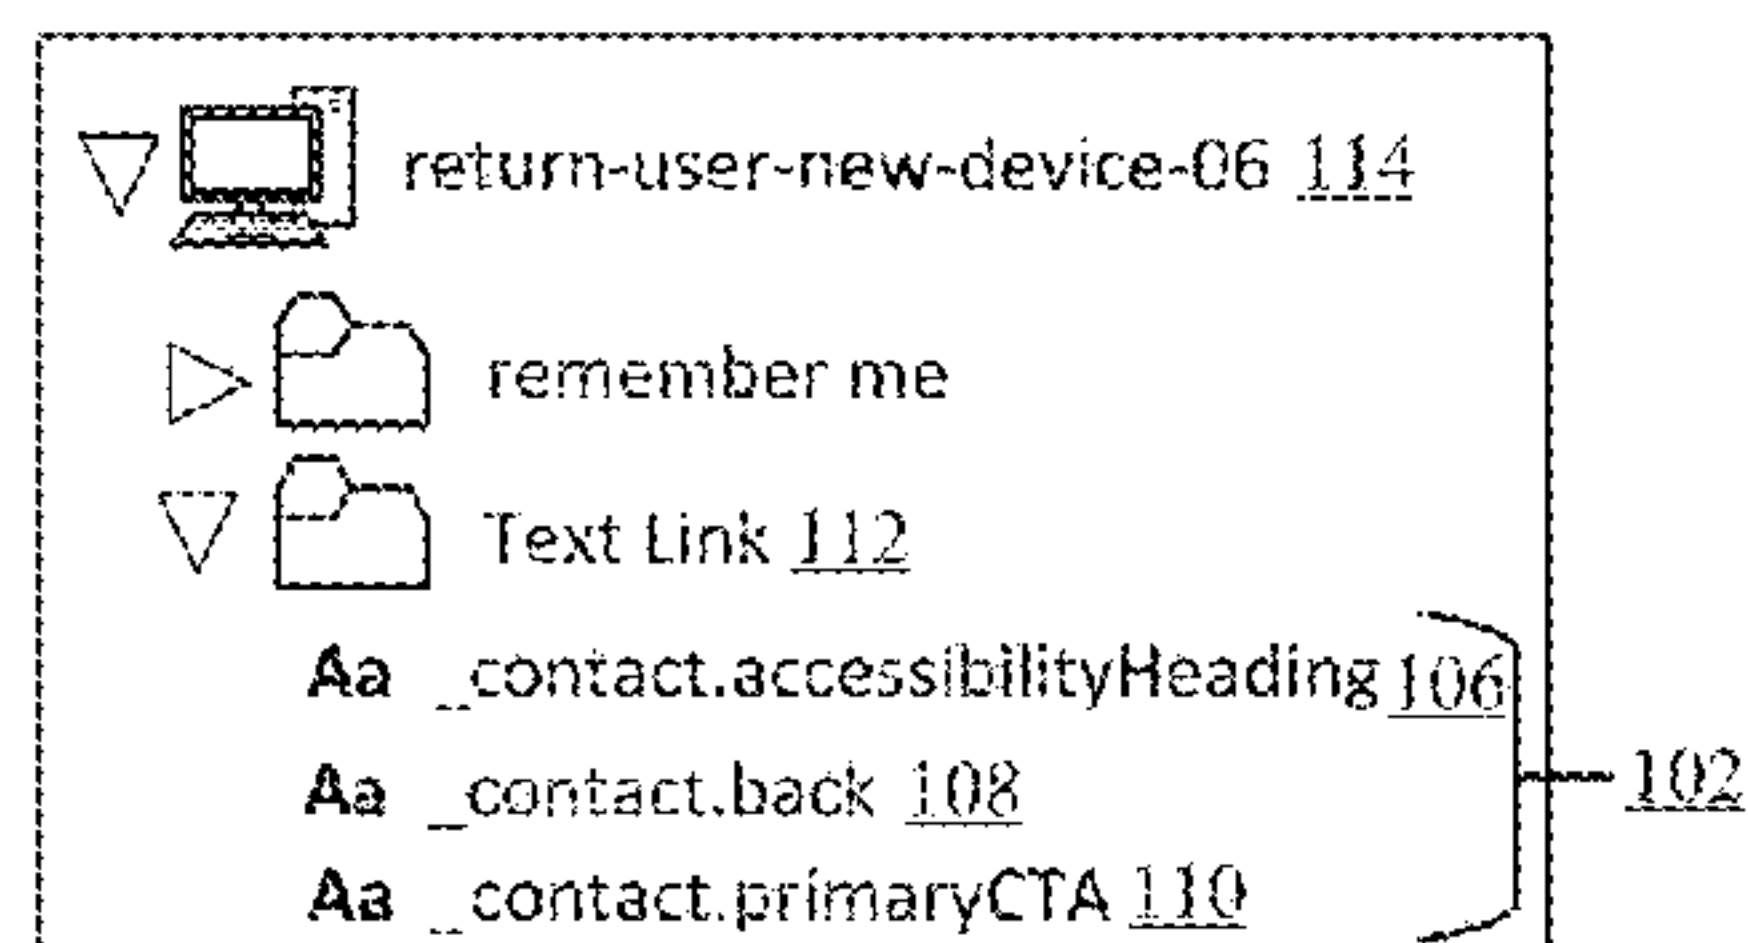 return-user-new-device-06 114
remember me
Text Link 112
Aa _contact.accessibilityHeading 106
102
Aa _contact.back 108
Aa _contact.primaryCTA 110